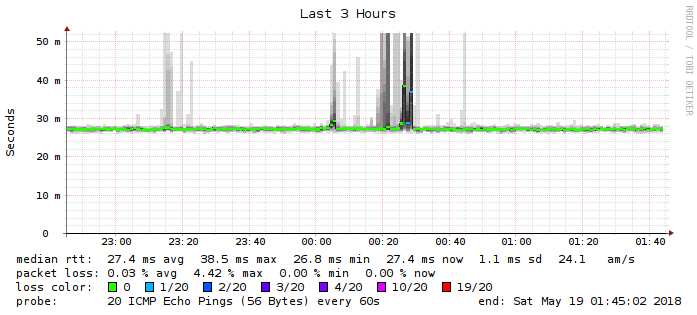 Last 3 Hours
RRDTOOL / TOBI OETIKER
Seconds
50 m
40 m
30 m
20 m
10 m
0
23:00 23:20 23:40 00:00 00:20 00:40 01:00 01:20 01:40
median rtt: 27.4 ms avg 38.5 ms max 26.8 ms min 27.4 ms now 1.1 ms sd 24.1 am/s
packet loss: 0.03 % avg 4.42 % max 0.00 % min 0.00 % now
loss color: 0 1/20 2/20 3/20 4/20 10/20 19/20
probe: 20 ICMP Echo Pings (56 Bytes) every 60s end: Sat May 19 01:45:02 2018